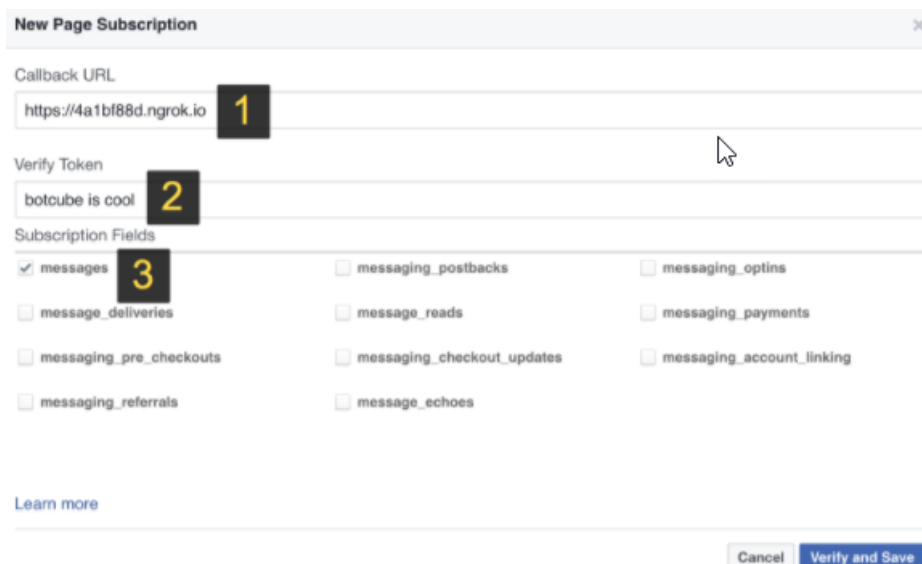 New Page Subscription
Callback URL
https://4a1bf88d.ngrok.io 1
Verify Token
botcube is cool 2
Subscription Fields
messages 3 messaging_postbacks messaging_optins
message_deliveries message_reads messaging_payments
messaging_pre_checkouts messaging_checkout_updates messaging_account_linking
messaging_referrals message_echoes
Learn more
Cancel Verify and Save